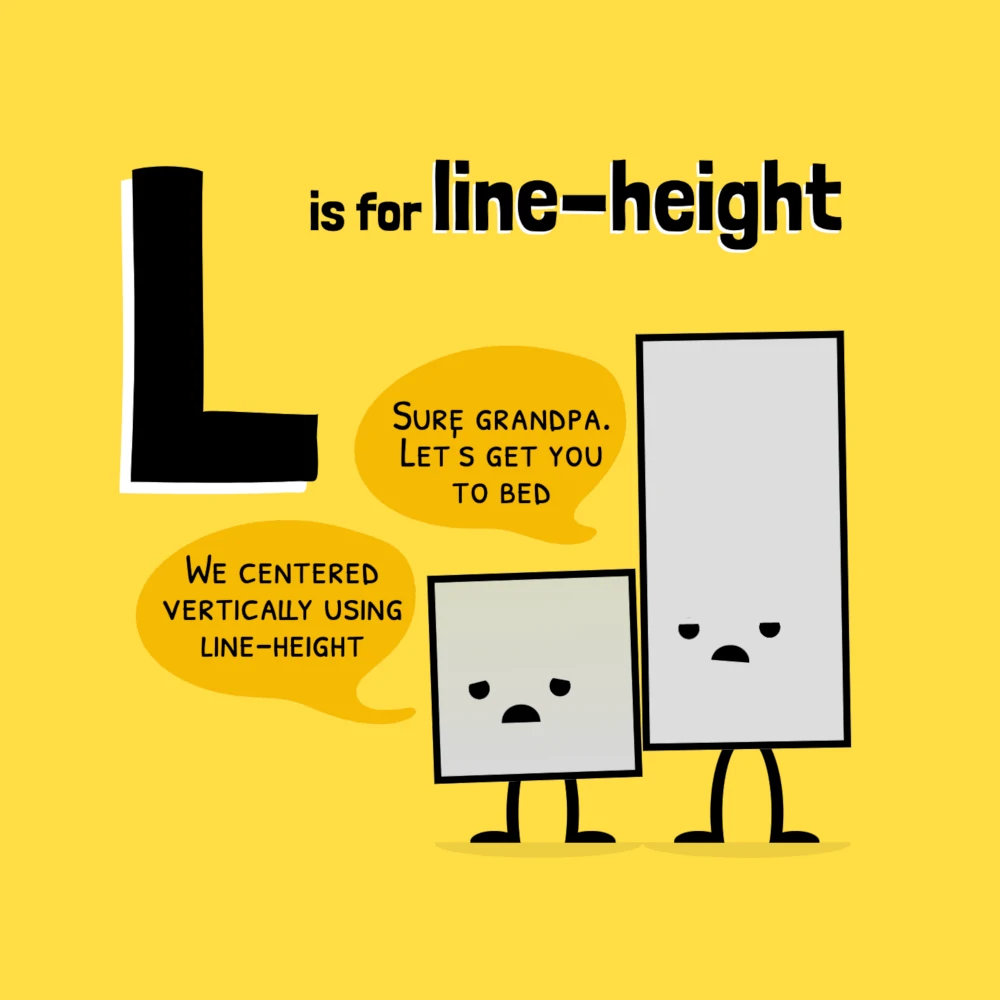 L is for line-height
Sure grandpa.
Let's get you
to bed
We centered
vertically using
line-height